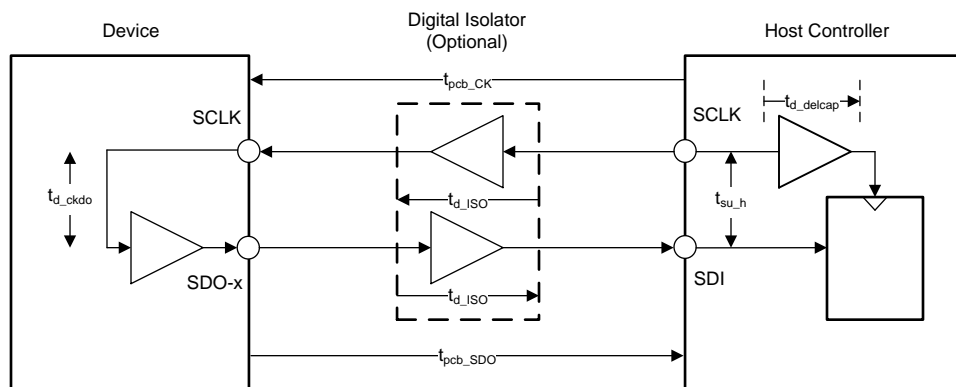 Device
Digital Isolator
(Optional)
Host Controller
tpcb_CK
SCLK
SCLK
td_delcap
td_ckdo
td_ISO
tsu_h
SDO-x
SDI
td_ISO
tpcb_SDO